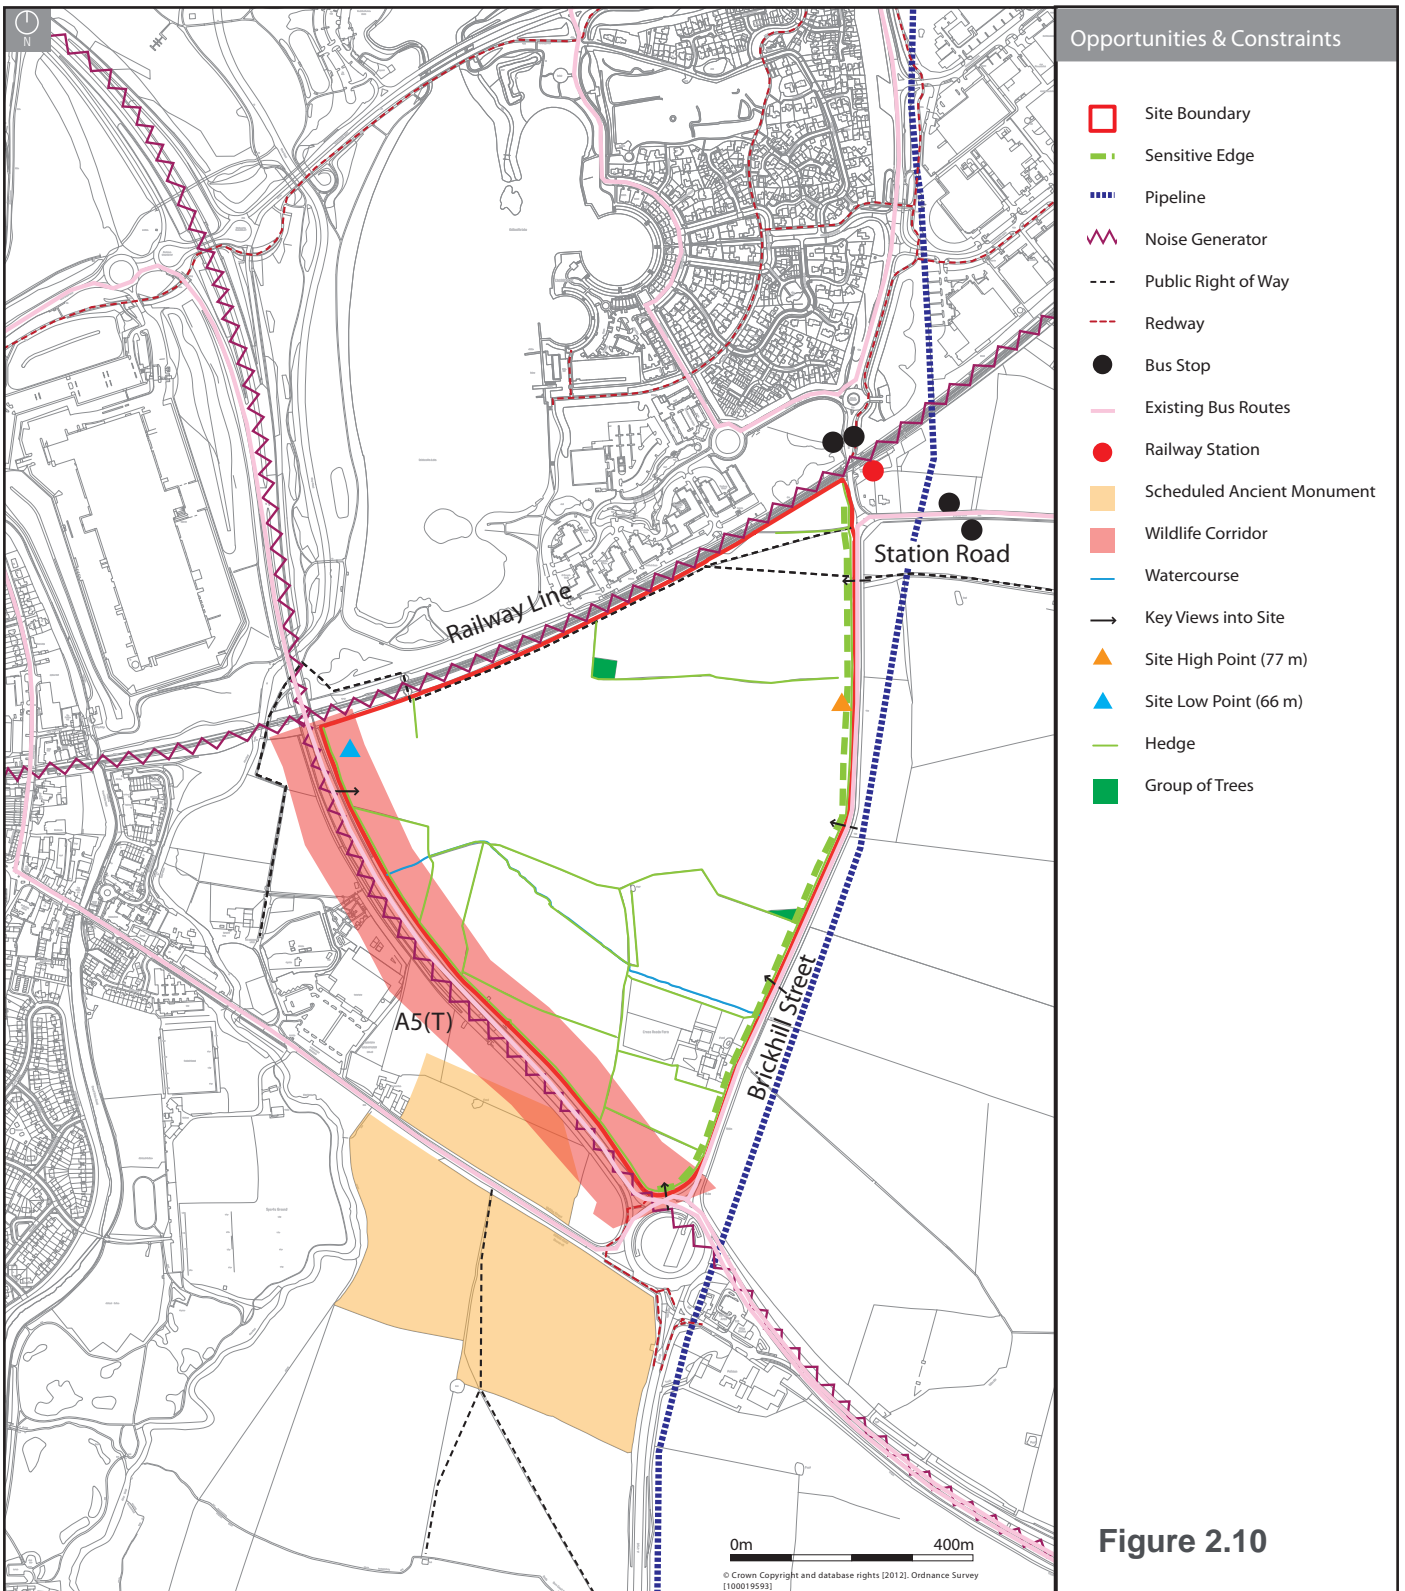 N
Opportunities & Constraints
Site Boundary
Sensitive Edge
Pipeline
Noise Generator
Public Right of Way
Redway
Bus Stop
Existing Bus Routes
Railway Station
Scheduled Ancient Monument
Wildlife Corridor
Watercourse
Key Views into Site
Site High Point (77 m)
Site Low Point (66 m)
Hedge
Group of Trees
Station Road
Railway Line
A5(T)
Brickhill Street
0m 400m
© Crown Copyright and database rights [2012]. Ordnance Survey
[100019593]
Figure 2.10